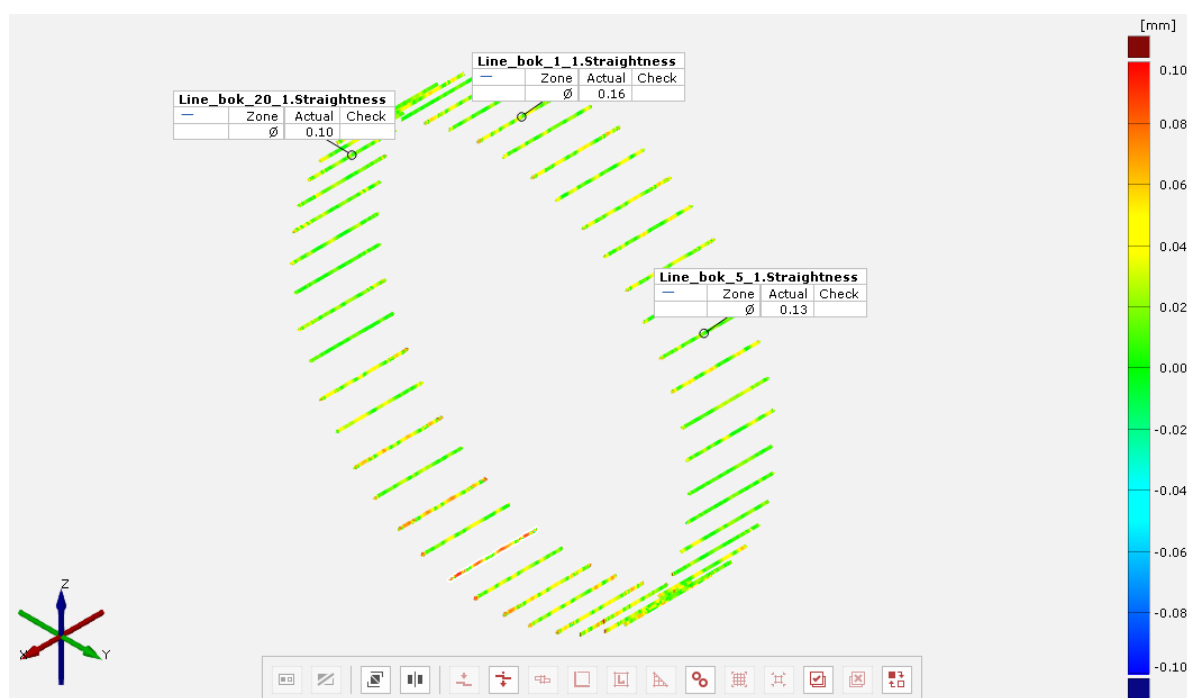 [mm]
Line_bok_1_1.Straightness
Zone Actual Check
Ø 0.16
Line_bok_20_1.Straightness
Zone Actual Check
Ø 0.10
Line_bok_5_1.Straightness
Zone Actual Check
Ø 0.13
0.10
0.08
0.06
0.04
0.02
0.00
-0.02
-0.04
-0.06
-0.08
-0.10
Z
X
Y